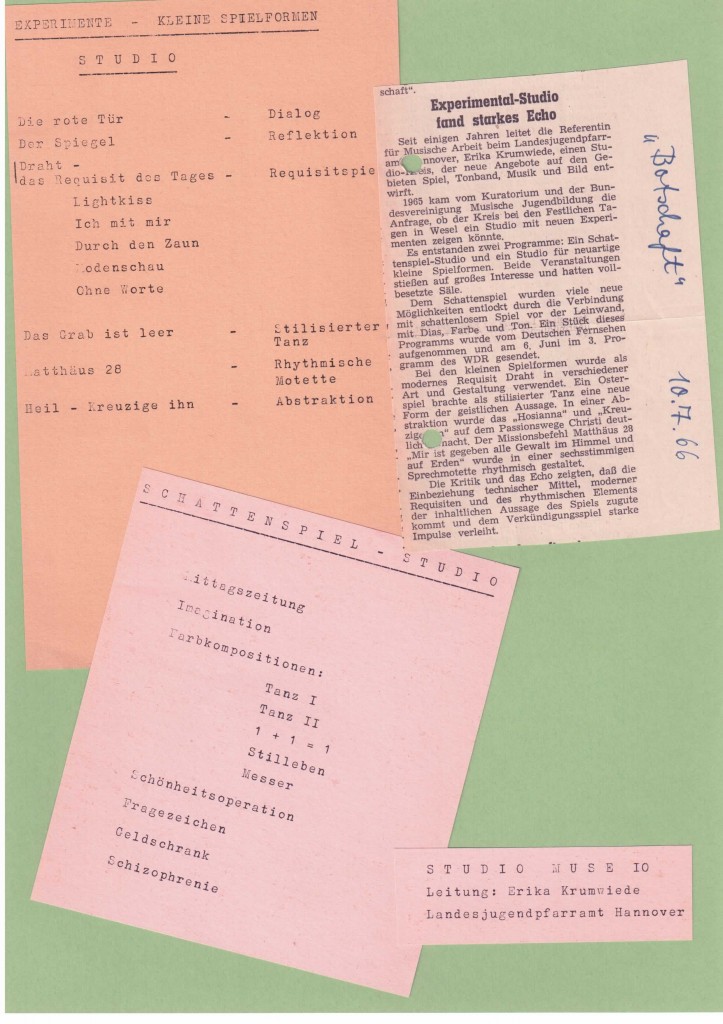 EXPERIMENTE - KLEINE SPIELFORMEN
STUDIO
Die rote Tür - Dialog
Der Spiegel - Reflektion
Draht -
das Requisit des Tages - Requisitspie
Lightkiss
Ich mit mir
Durch den Zaun
Modenschau
Ohne Worte
Das Grab ist leer - Stilisierter
Tanz
Matthäus 28 - Rhythmische
Motette
Heil - Kreuzige ihn - Abstraktion
schaft".
Experimental-Studio
fand starkes Echo
Seit einigen Jahren leitet die Referentin
für Musische Arbeit beim Landesjugendpfarr-
amt Hannover, Erika Krumwiede, einen Stu-
dio-Kreis, der neue Angebote auf den Ge-
bieten Spiel, Tonband, Musik und Bild ent-
wirft.
1965 kam vom Kuratorium und der Bun-
desvereinigung Musische Jugendbildung die
Anfrage, ob der Kreis bei den Festlichen Ta-
gen in Wesel ein Studio mit neuen Experi-
menten zeigen könnte.
Es entstanden zwei Programme: Ein Schat-
tenspiel-Studio und ein Studio für neuartige
kleine Spielformen. Beide Veranstaltungen
stießen auf großes Interesse und hatten voll-
besetzte Säle.
Dem Schattenspiel wurden viele neue
Möglichkeiten entlockt durch die Verbindung
mit schattenlosem Spiel vor der Leinwand,
mit Dias, Farbe und Ton. Ein Stück dieses
Programms wurde vom Deutschen Fernsehen
aufgenommen und am 6. Juni im 3. Pro-
gramm des WDR gesendet.
Bei den kleinen Spielformen wurde als
modernes Requisit Draht in verschiedener
Art und Gestaltung verwendet. Ein Oster-
spiel brachte als stilisierter Tanz eine neue
Form der geistlichen Aussage. In einer Ab-
straktion wurde das „Hosianna" und „Kreu-
zige ihn" auf dem Passionswege Christi deut-
lich gemacht. Der Missionsbefehl Matthäus 28
„Mir ist gegeben alle Gewalt im Himmel und
auf Erden" wurde in einer sechsstimmigen
Sprechmotette rhythmisch gestaltet.
Die Kritik und das Echo zeigten, daß die
Einbeziehung technischer Mittel, moderner
Requisiten und des rhythmischen Elements
der inhaltlichen Aussage des Spiels zugute
kommt und dem Verkündigungsspiel starke
Impulse verleiht.
„Botschaft"
10.7.66
SCHATTENSPIEL - STUDIO
Mittagszeitung
Imagination
Farbkompositionen:
Tanz I
Tanz II
1 + 1 = 1
Stilleben
Messer
Schönheitsoperation
Fragezeichen
Geldschrank
Schizophrenie
STUDIO MUSE IO
Leitung: Erika Krumwiede
Landesjugendpfarramt Hannover